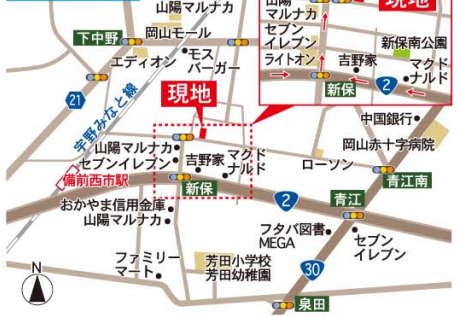 山陽マルナカ
岡山モール
下中野
エディオン
モス
バーガー
21
宇野みなと線
現地
山陽マルナカ
セブンイレブン
吉野家
マクド
ナルド
備前西市駅
新保
おかやま信用金庫
山陽マルナカ
ファミリー
マート
芳田小学校
芳田幼稚園
N
山陽
マルナカ
現地
セブン
イレブン
ライトオン
新保南公園
吉野家
マクド
ナルド
新保
2
中国銀行
岡山赤十字病院
ローソン
青江南
2
青江
フタバ図書
MEGA
セブン
イレブン
30
泉田